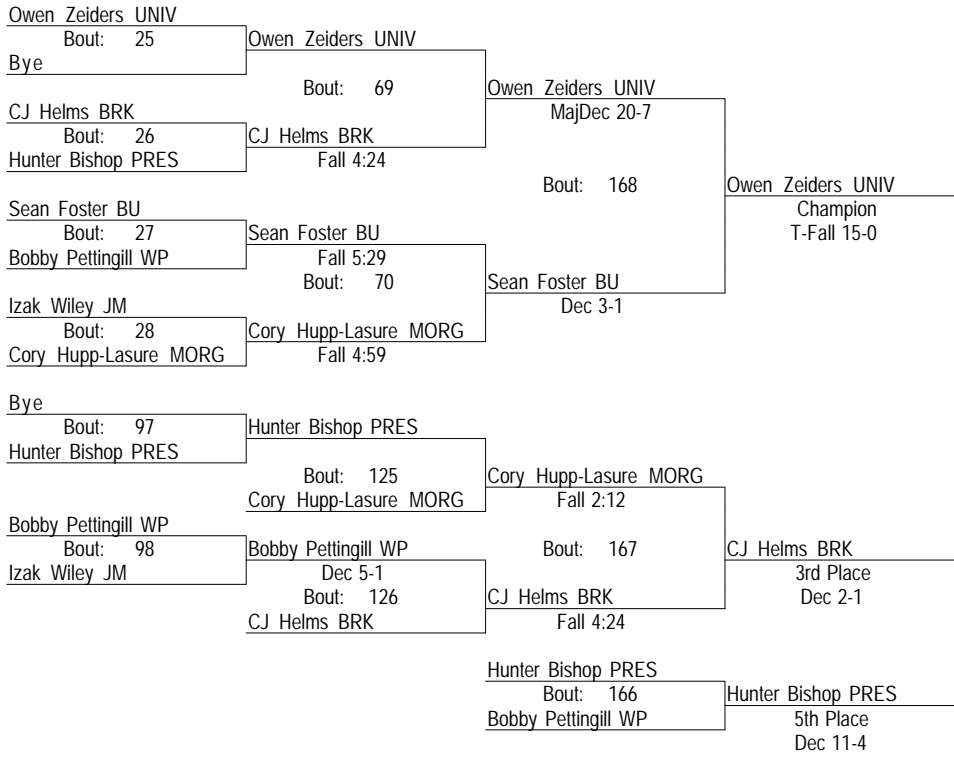 Owen Zeiders UNIV
Bout: 25
Bye
Owen Zeiders UNIV
Bout: 69
CJ Helms BRK
Bout: 26
Hunter Bishop PRES
CJ Helms BRK
Fall 4:24
Owen Zeiders UNIV
MajDec 20-7
Bout: 168
Sean Foster BU
Bout: 27
Bobby Pettingill WP
Sean Foster BU
Fall 5:29
Bout: 70
Izak Wiley JM
Bout: 28
Cory Hupp-Lasure MORG
Cory Hupp-Lasure MORG
Fall 4:59
Sean Foster BU
Dec 3-1
Owen Zeiders UNIV
Champion
T-Fall 15-0
Bye
Bout: 97
Hunter Bishop PRES
Hunter Bishop PRES
Bout: 125
Cory Hupp-Lasure MORG
Cory Hupp-Lasure MORG
Fall 2:12
Bobby Pettingill WP
Bout: 98
Izak Wiley JM
Bobby Pettingill WP
Dec 5-1
Bout: 126
CJ Helms BRK
Bout: 167
CJ Helms BRK
Fall 4:24
CJ Helms BRK
3rd Place
Dec 2-1
Hunter Bishop PRES
Bout: 166
Bobby Pettingill WP
Hunter Bishop PRES
5th Place
Dec 11-4